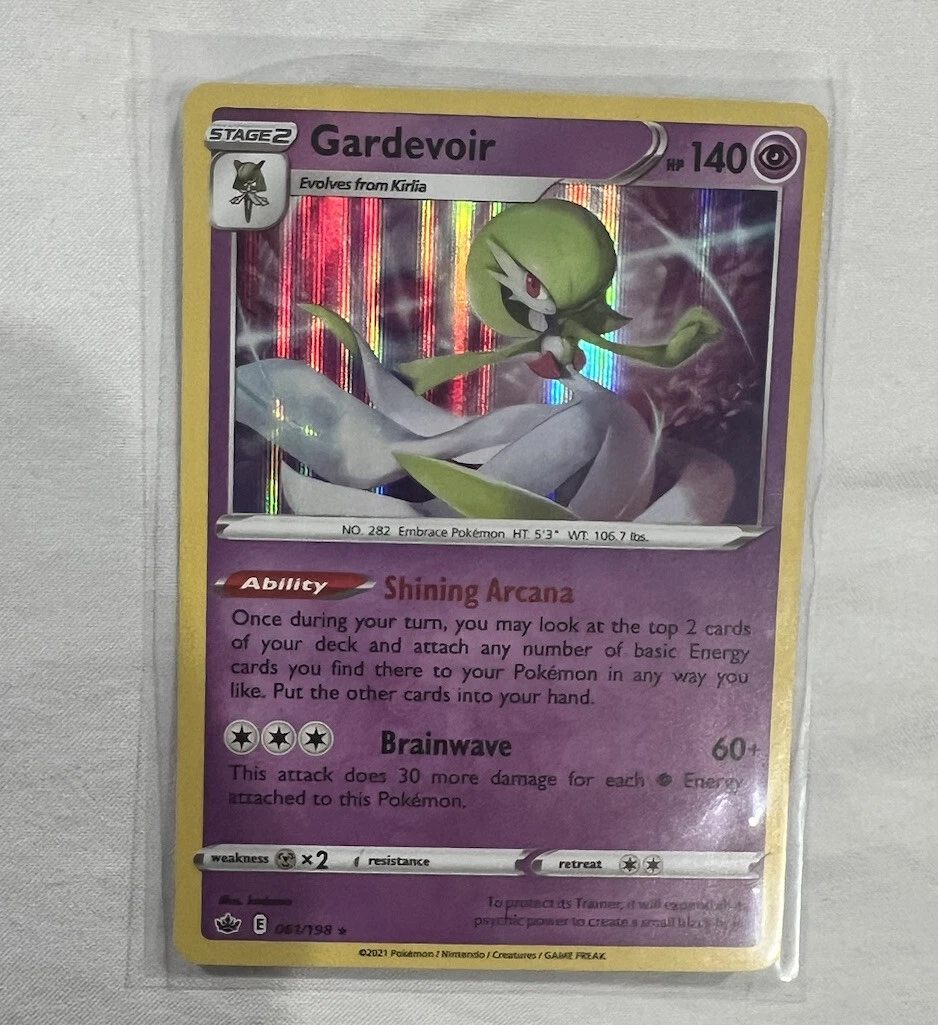 STAGE 2
Gardevoir
HP 140
Evolves from Kirlia
NO. 282 Embrace Pokémon HT: 5'3" WT: 106.7 lbs.
Ability Shining Arcana
Once during your turn, you may look at the top 2 cards
of your deck and attach any number of basic Energy
cards you find there to your Pokémon in any way you
like. Put the other cards into your hand.
Brainwave 60+
This attack does 30 more damage for each Energy
attached to this Pokémon.
weakness ×2 resistance retreat
Illus.
To protect its Trainer, it will expend all its
psychic power to create a small black hole.
E 061/198
©2021 Pokémon / Nintendo / Creatures / GAME FREAK